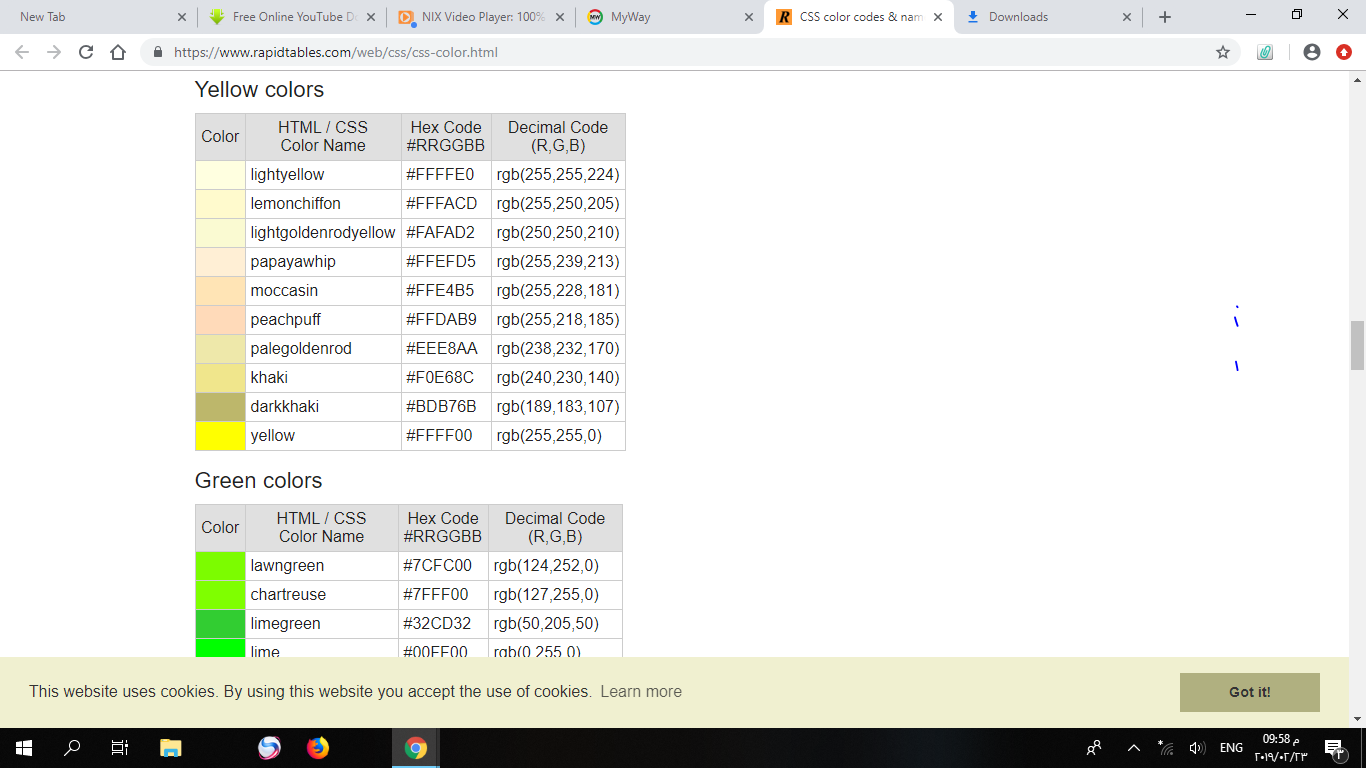 New Tab
Free Online YouTube Do
NIX Video Player: 100%
MyWay
CSS color codes & nam
Downloads
https://www.rapidtables.com/web/css/css-color.html
Yellow colors
Color HTML / CSS Color Name Hex Code #RRGGBB Decimal Code (R,G,B)
lightyellow #FFFFE0 rgb(255,255,224)
lemonchiffon #FFFACD rgb(255,250,205)
lightgoldenrodyellow #FAFAD2 rgb(250,250,210)
papayawhip #FFEFD5 rgb(255,239,213)
moccasin #FFE4B5 rgb(255,228,181)
peachpuff #FFDAB9 rgb(255,218,185)
palegoldenrod #EEE8AA rgb(238,232,170)
khaki #F0E68C rgb(240,230,140)
darkkhaki #BDB76B rgb(189,183,107)
yellow #FFFF00 rgb(255,255,0)
Green colors
Color HTML / CSS Color Name Hex Code #RRGGBB Decimal Code (R,G,B)
lawngreen #7CFC00 rgb(124,252,0)
chartreuse #7FFF00 rgb(127,255,0)
limegreen #32CD32 rgb(50,205,50)
lime #00FF00 rgb(0,255,0)
This website uses cookies. By using this website you accept the use of cookies. Learn more
Got it!
ENG
09:58 م
٢٠١٩/٠٢/٢٣
٣